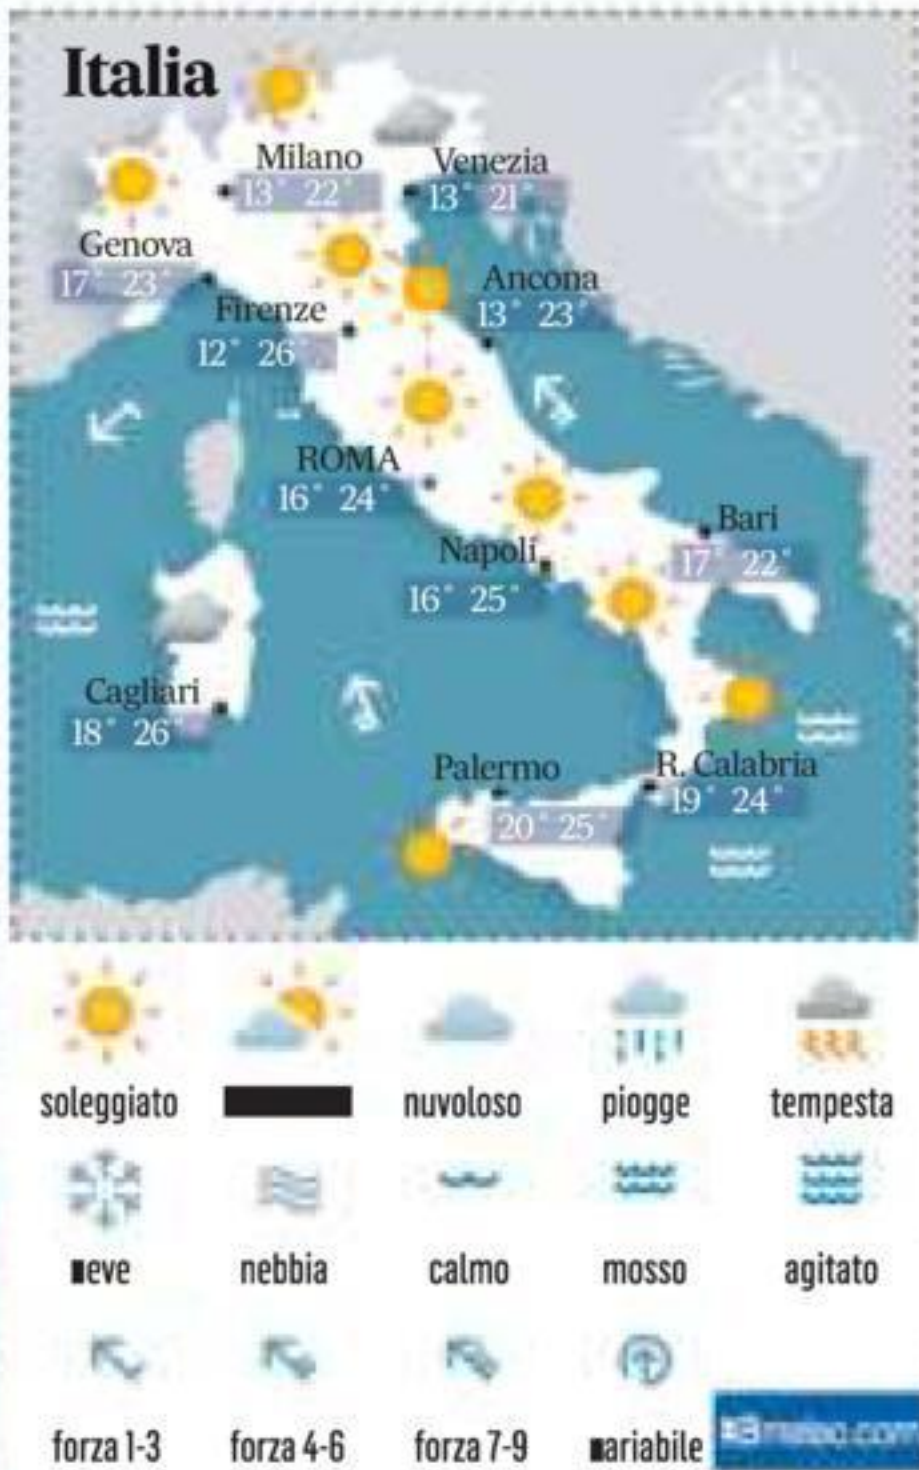 Italia
Milano
13° 22°
Venezia
13° 21°
Genova
17° 23°
Ancona
13° 23°
Firenze
12° 26°
ROMA
16° 24°
Bari
17° 22°
Napoli
16° 25°
Cagliari
18° 26°
Palermo
20° 25°
R. Calabria
19° 24°
soleggiato nuvoloso piogge tempesta
nebbia calmo mosso agitato
forza 1-3 forza 4-6 forza 7-9